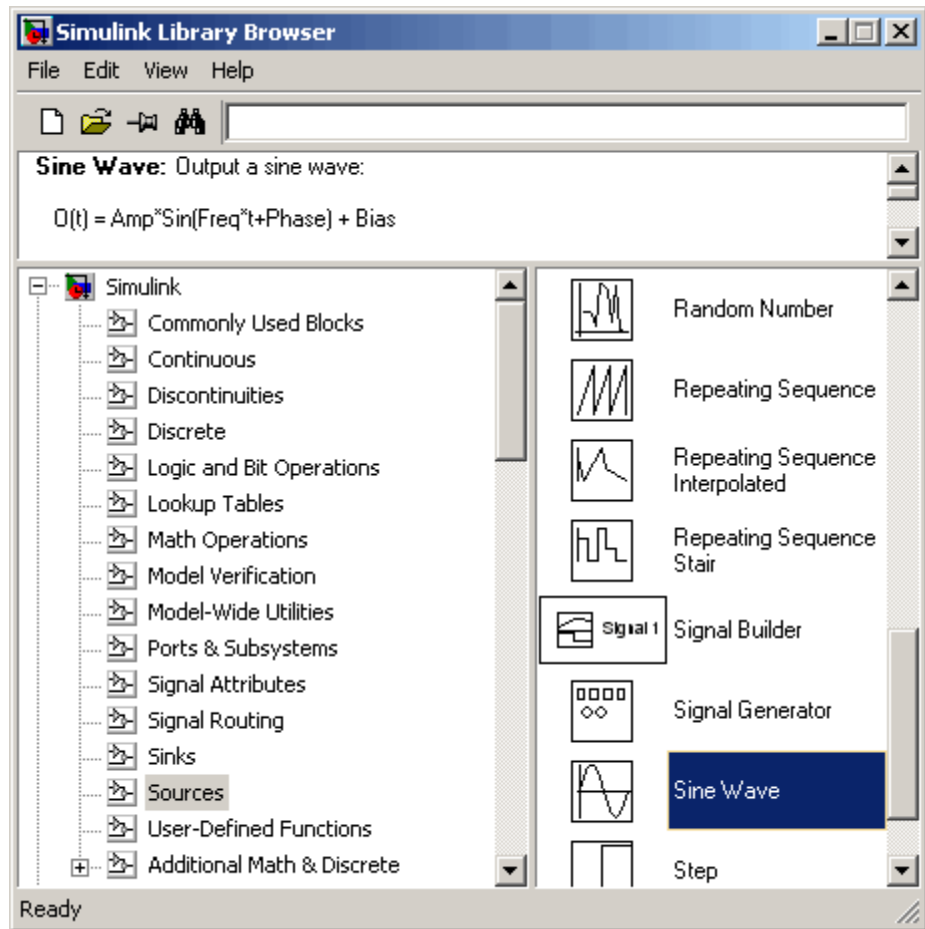 Simulink Library Browser
File Edit View Help
Sine Wave: Output a sine wave:
O(t) = Amp*Sin(Freq*t+Phase) + Bias
Simulink
Commonly Used Blocks
Continuous
Discontinuities
Discrete
Logic and Bit Operations
Lookup Tables
Math Operations
Model Verification
Model-Wide Utilities
Ports & Subsystems
Signal Attributes
Signal Routing
Sinks
Sources
User-Defined Functions
Additional Math & Discrete
Random Number
Repeating Sequence
Repeating Sequence
Interpolated
Repeating Sequence
Stair
Signal 1 Signal Builder
Signal Generator
Sine Wave
Step
Ready